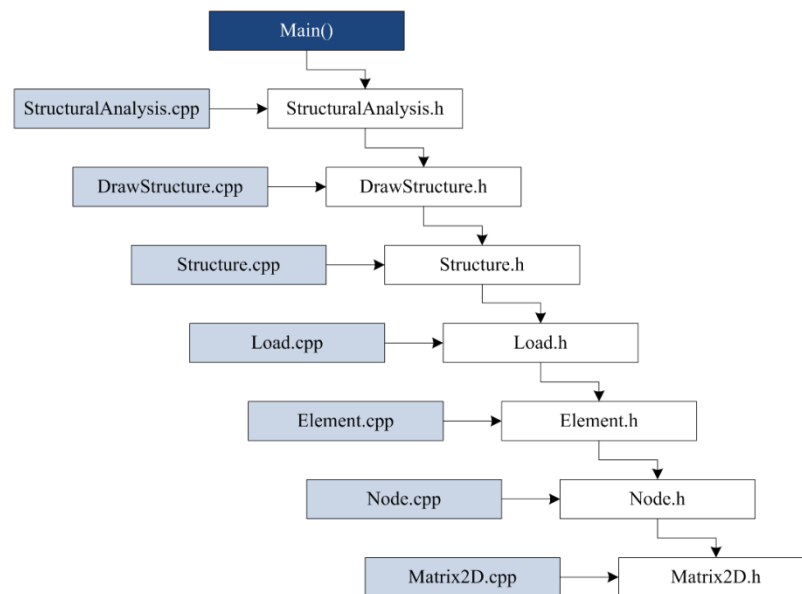 Main()
StructuralAnalysis.cpp
StructuralAnalysis.h
DrawStructure.cpp
DrawStructure.h
Structure.cpp
Structure.h
Load.cpp
Load.h
Element.cpp
Element.h
Node.cpp
Node.h
Matrix2D.cpp
Matrix2D.h